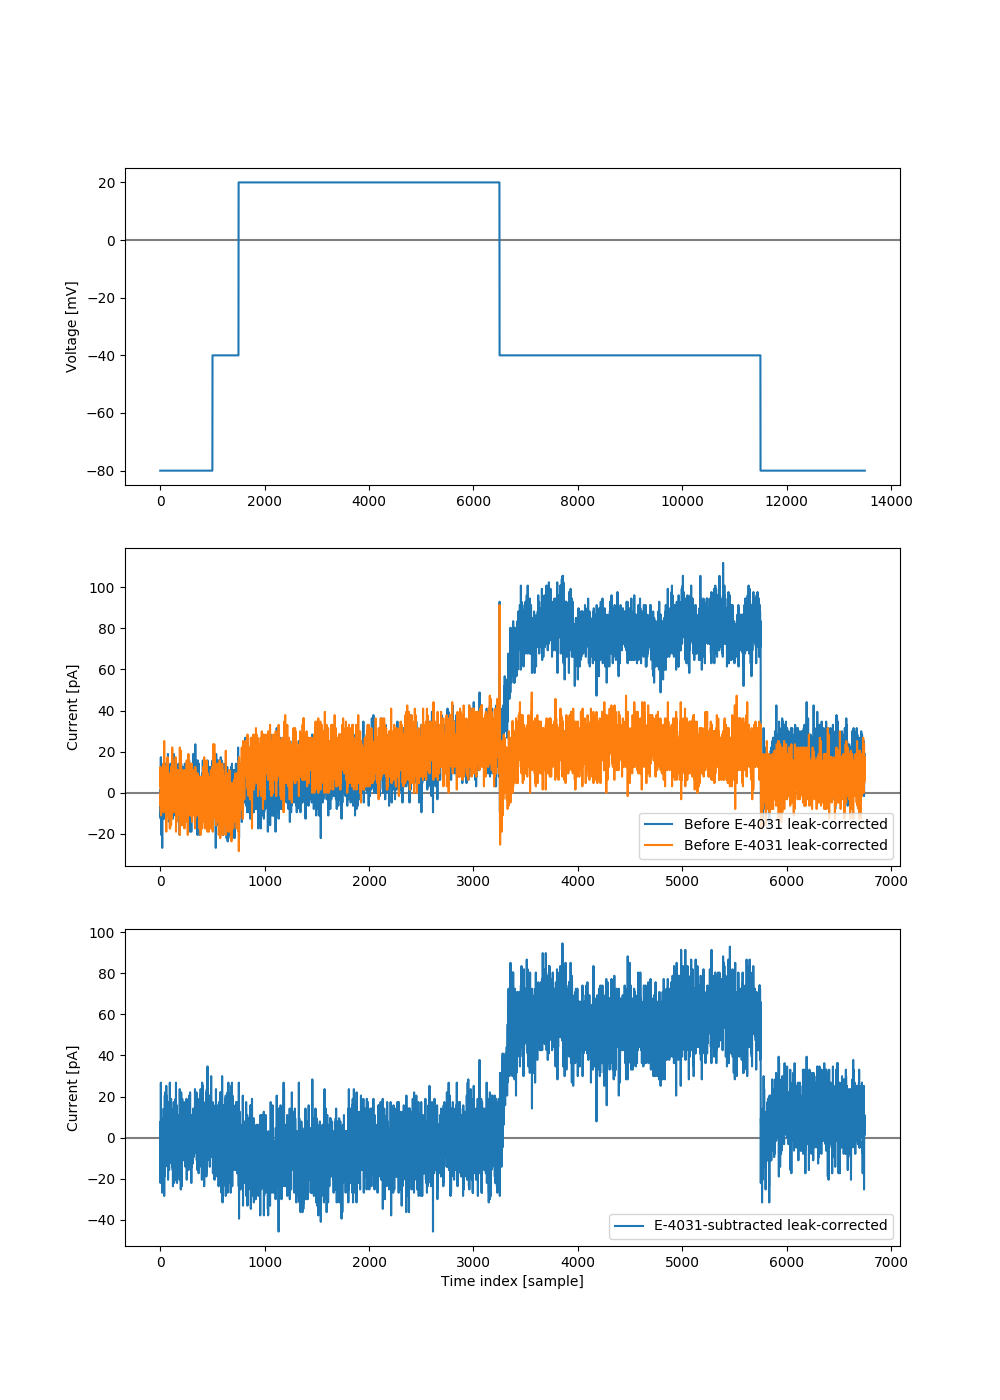 20
0
−20
−40
−60
−80
Voltage [mV]
0 2000 4000 6000 8000 10000 12000 14000
100
80
60
40
20
0
−20
Current [pA]
Before E-4031 leak-corrected
Before E-4031 leak-corrected
0 1000 2000 3000 4000 5000 6000 7000
100
80
60
40
20
0
−20
−40
Current [pA]
E-4031-subtracted leak-corrected
0 1000 2000 3000 4000 5000 6000 7000
Time index [sample]